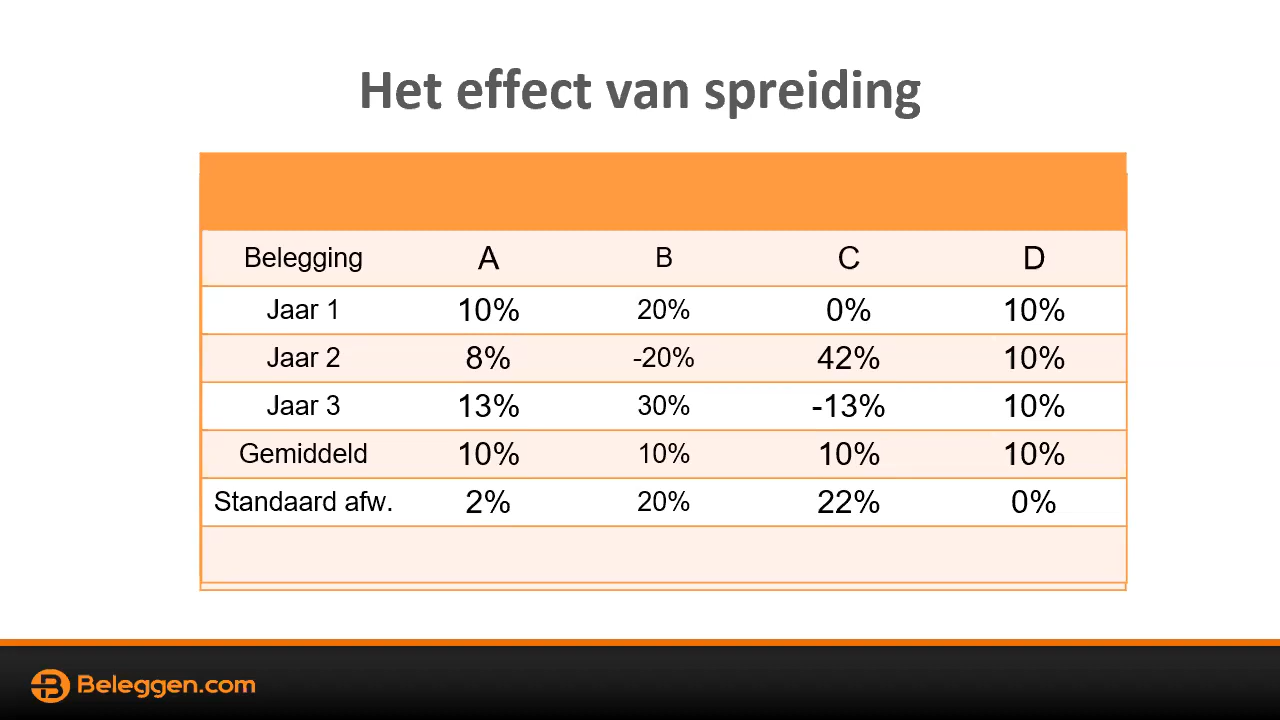 Het effect van spreiding
Belegging A B C D
Jaar 1 10% 20% 0% 10%
Jaar 2 8% -20% 42% 10%
Jaar 3 13% 30% -13% 10%
Gemiddeld 10% 10% 10% 10%
Standaard afw. 2% 20% 22% 0%
Beleggen.com